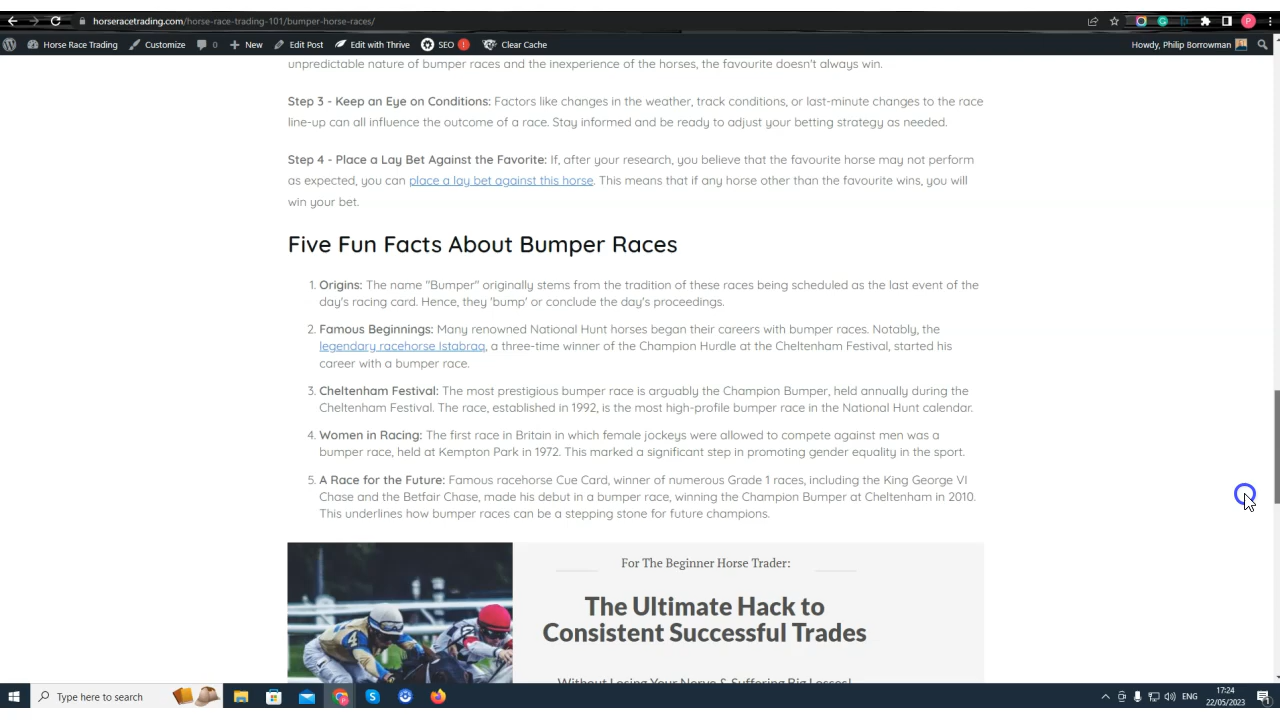 horseracetrading.com/horse-race-trading-101/bumper-horse-races/
Horse Race Trading Customize 0 New Edit Post Edit with Thrive SEO 1 Clear Cache Howdy, Philip Borrowman
unpredictable nature of bumper races and the inexperience of the horses, the favourite doesn't always win.
Step 3 - Keep an Eye on Conditions: Factors like changes in the weather, track conditions, or last-minute changes to the race
line-up can all influence the outcome of a race. Stay informed and be ready to adjust your betting strategy as needed.
Step 4 - Place a Lay Bet Against the Favorite: If, after your research, you believe that the favourite horse may not perform
as expected, you can place a lay bet against this horse. This means that if any horse other than the favourite wins, you will
win your bet.
Five Fun Facts About Bumper Races
1. Origins: The name "Bumper" originally stems from the tradition of these races being scheduled as the last event of the
day's racing card. Hence, they 'bump' or conclude the day's proceedings.
2. Famous Beginnings: Many renowned National Hunt horses began their careers with bumper races. Notably, the
legendary racehorse Istabraq, a three-time winner of the Champion Hurdle at the Cheltenham Festival, started his
career with a bumper race.
3. Cheltenham Festival: The most prestigious bumper race is arguably the Champion Bumper, held annually during the
Cheltenham Festival. The race, established in 1992, is the most high-profile bumper race in the National Hunt calendar.
4. Women in Racing: The first race in Britain in which female jockeys were allowed to compete against men was a
bumper race, held at Kempton Park in 1972. This marked a significant step in promoting gender equality in the sport.
5. A Race for the Future: Famous racehorse Cue Card, winner of numerous Grade 1 races, including the King George VI
Chase and the Betfair Chase, made his debut in a bumper race, winning the Champion Bumper at Cheltenham in 2010.
This underlines how bumper races can be a stepping stone for future champions.
For The Beginner Horse Trader:
The Ultimate Hack to
Consistent Successful Trades
Without Losing Your Nerve & Suffering Big Losses!
4
Type here to search
ENG
17:24
22/05/2023
1